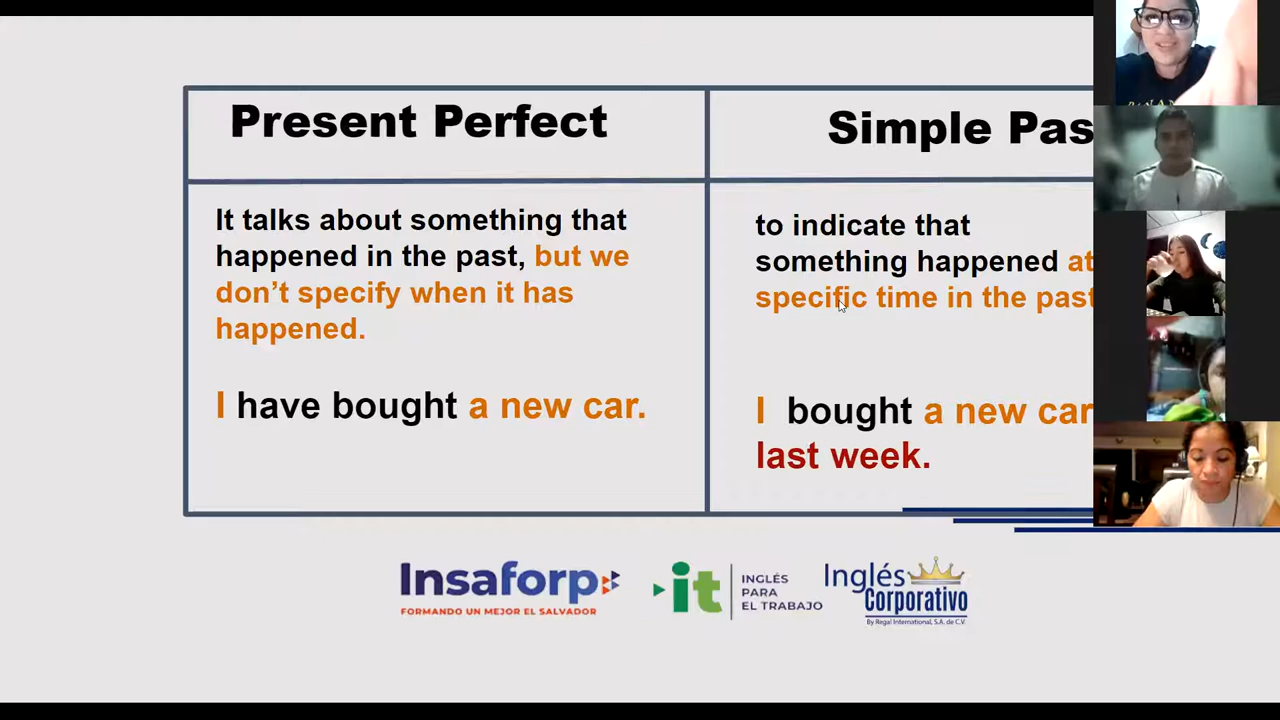 Present Perfect
Simple Pas
It talks about something that
happened in the past, but we
don't specify when it has
happened.
I have bought a new car.
to indicate that
something happened at
specific time in the past
I bought a new car
last week.
Insaforp
FORMANDO UN MEJOR EL SALVADOR
it
INGLÉS
PARA
EL TRABAJO
Inglés
Corporativo
By Regal International, S.A. de C.V.